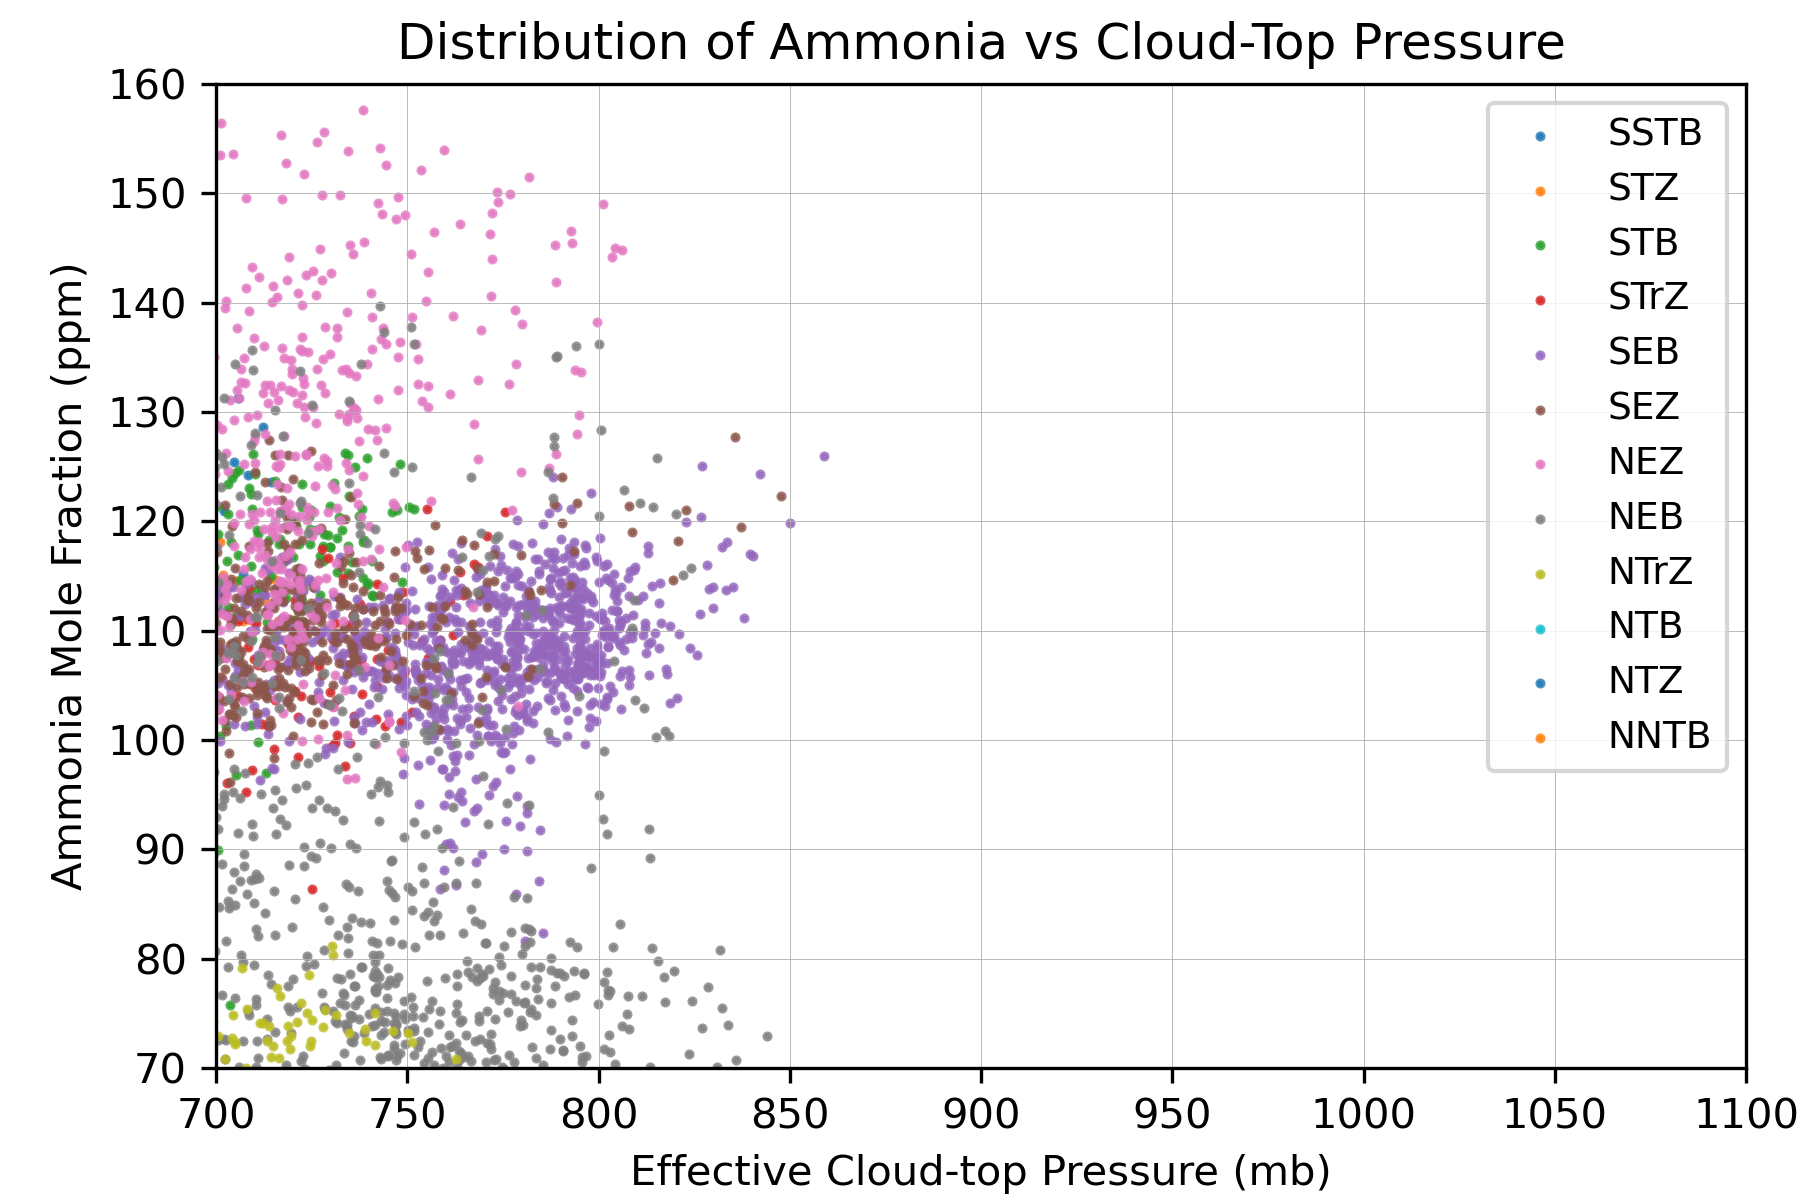 Distribution of Ammonia vs Cloud-Top Pressure
160
150
140
130
120
110
100
90
80
70
Ammonia Mole Fraction (ppm)
SSTB
STZ
STB
STrZ
SEB
SEZ
NEZ
NEB
NTrZ
NTB
NTZ
NNTB
700 750 800 850 900 950 1000 1050 1100
Effective Cloud-top Pressure (mb)